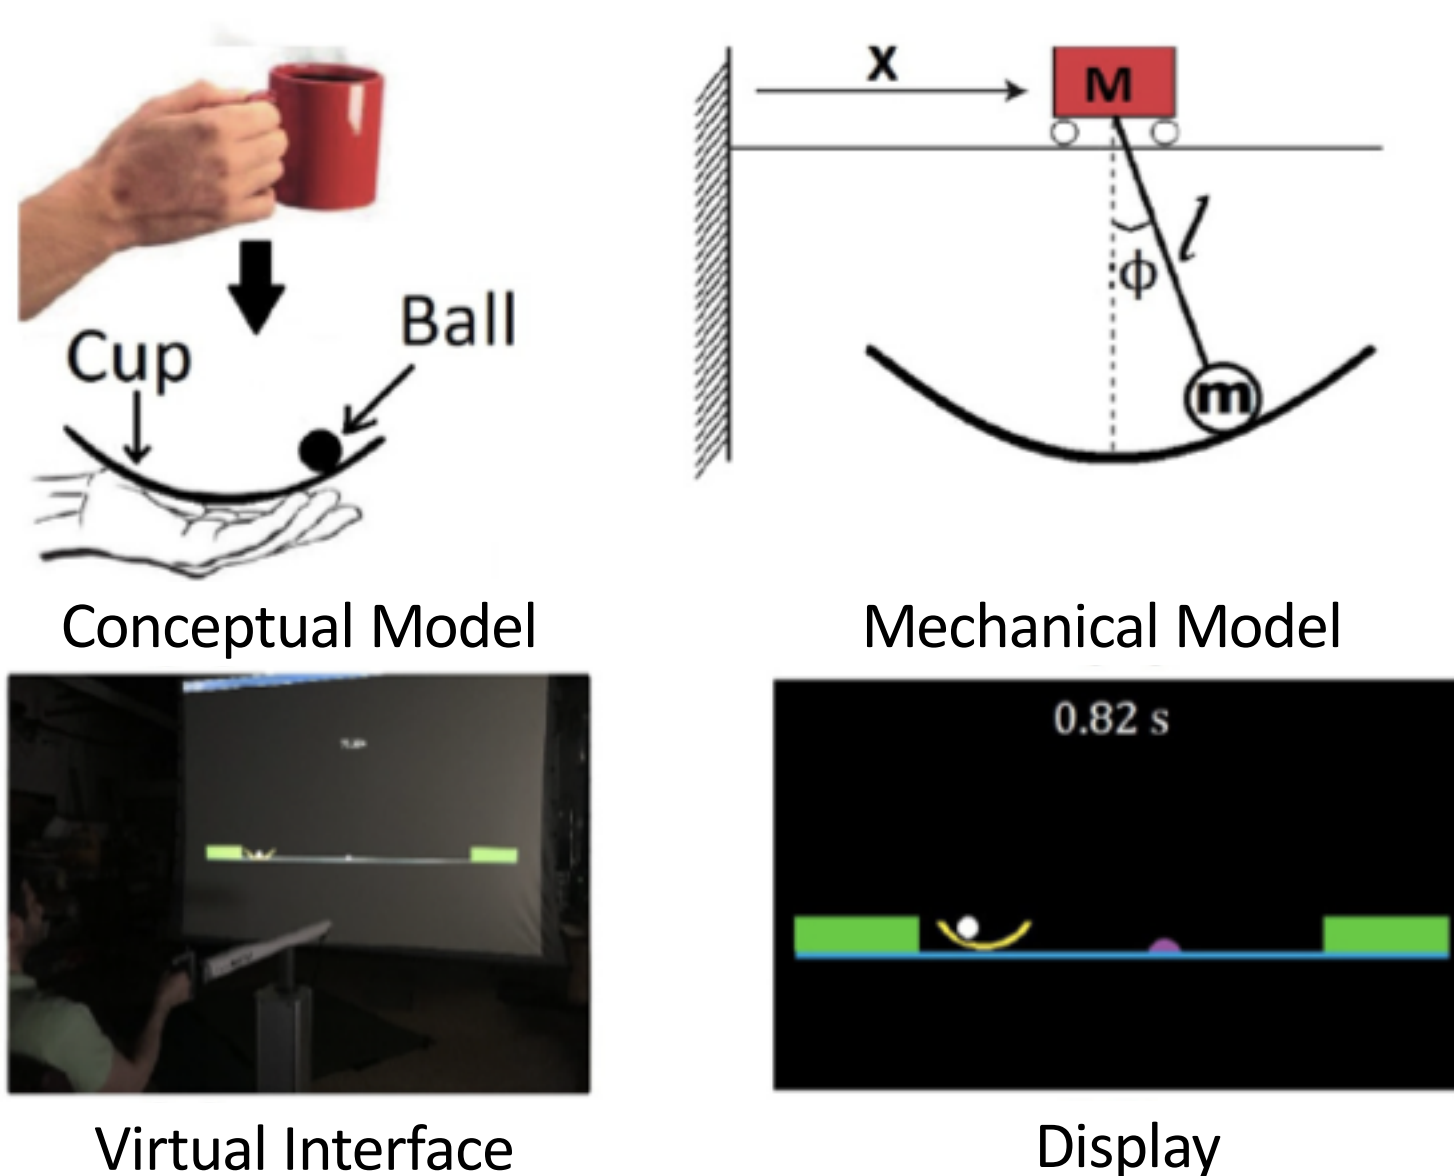 Cup
Ball
Conceptual Model
X
M
l
ϕ
m
Mechanical Model
Virtual Interface
0.82 s
Display